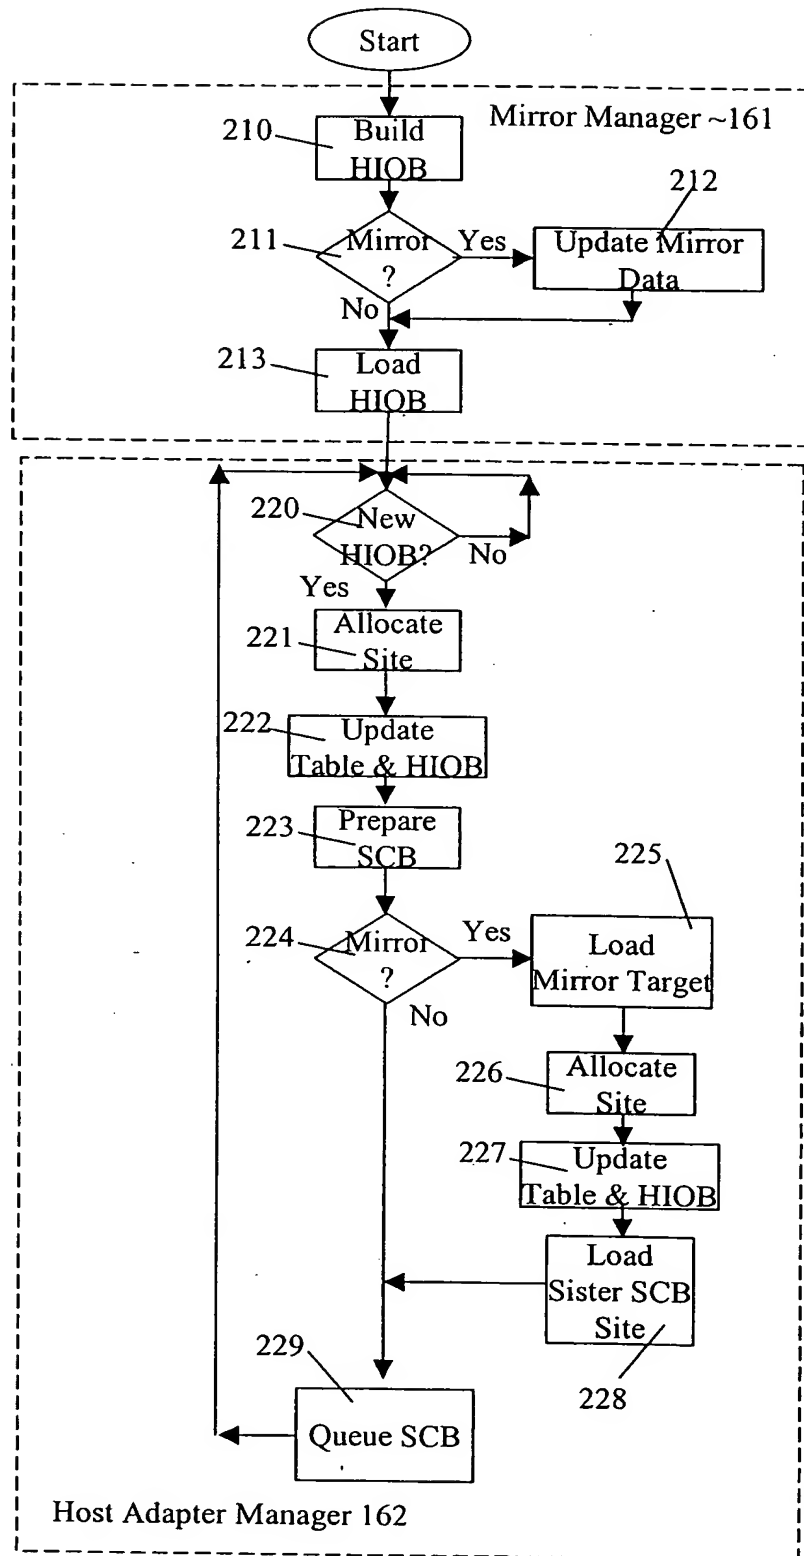 Start
Mirror Manager ~161
210
Build
HIOB
212
211
Mirror
?
Yes
Update Mirror
Data
No
213
Load
HIOB
220
New
HIOB?
No
Yes
221
Allocate
Site
222
Update
Table & HIOB
223
Prepare
SCB
225
224
Mirror
?
Yes
Load
Mirror Target
No
226
Allocate
Site
227
Update
Table & HIOB
Load
Sister SCB
Site
229
228
Queue SCB
Host Adapter Manager 162